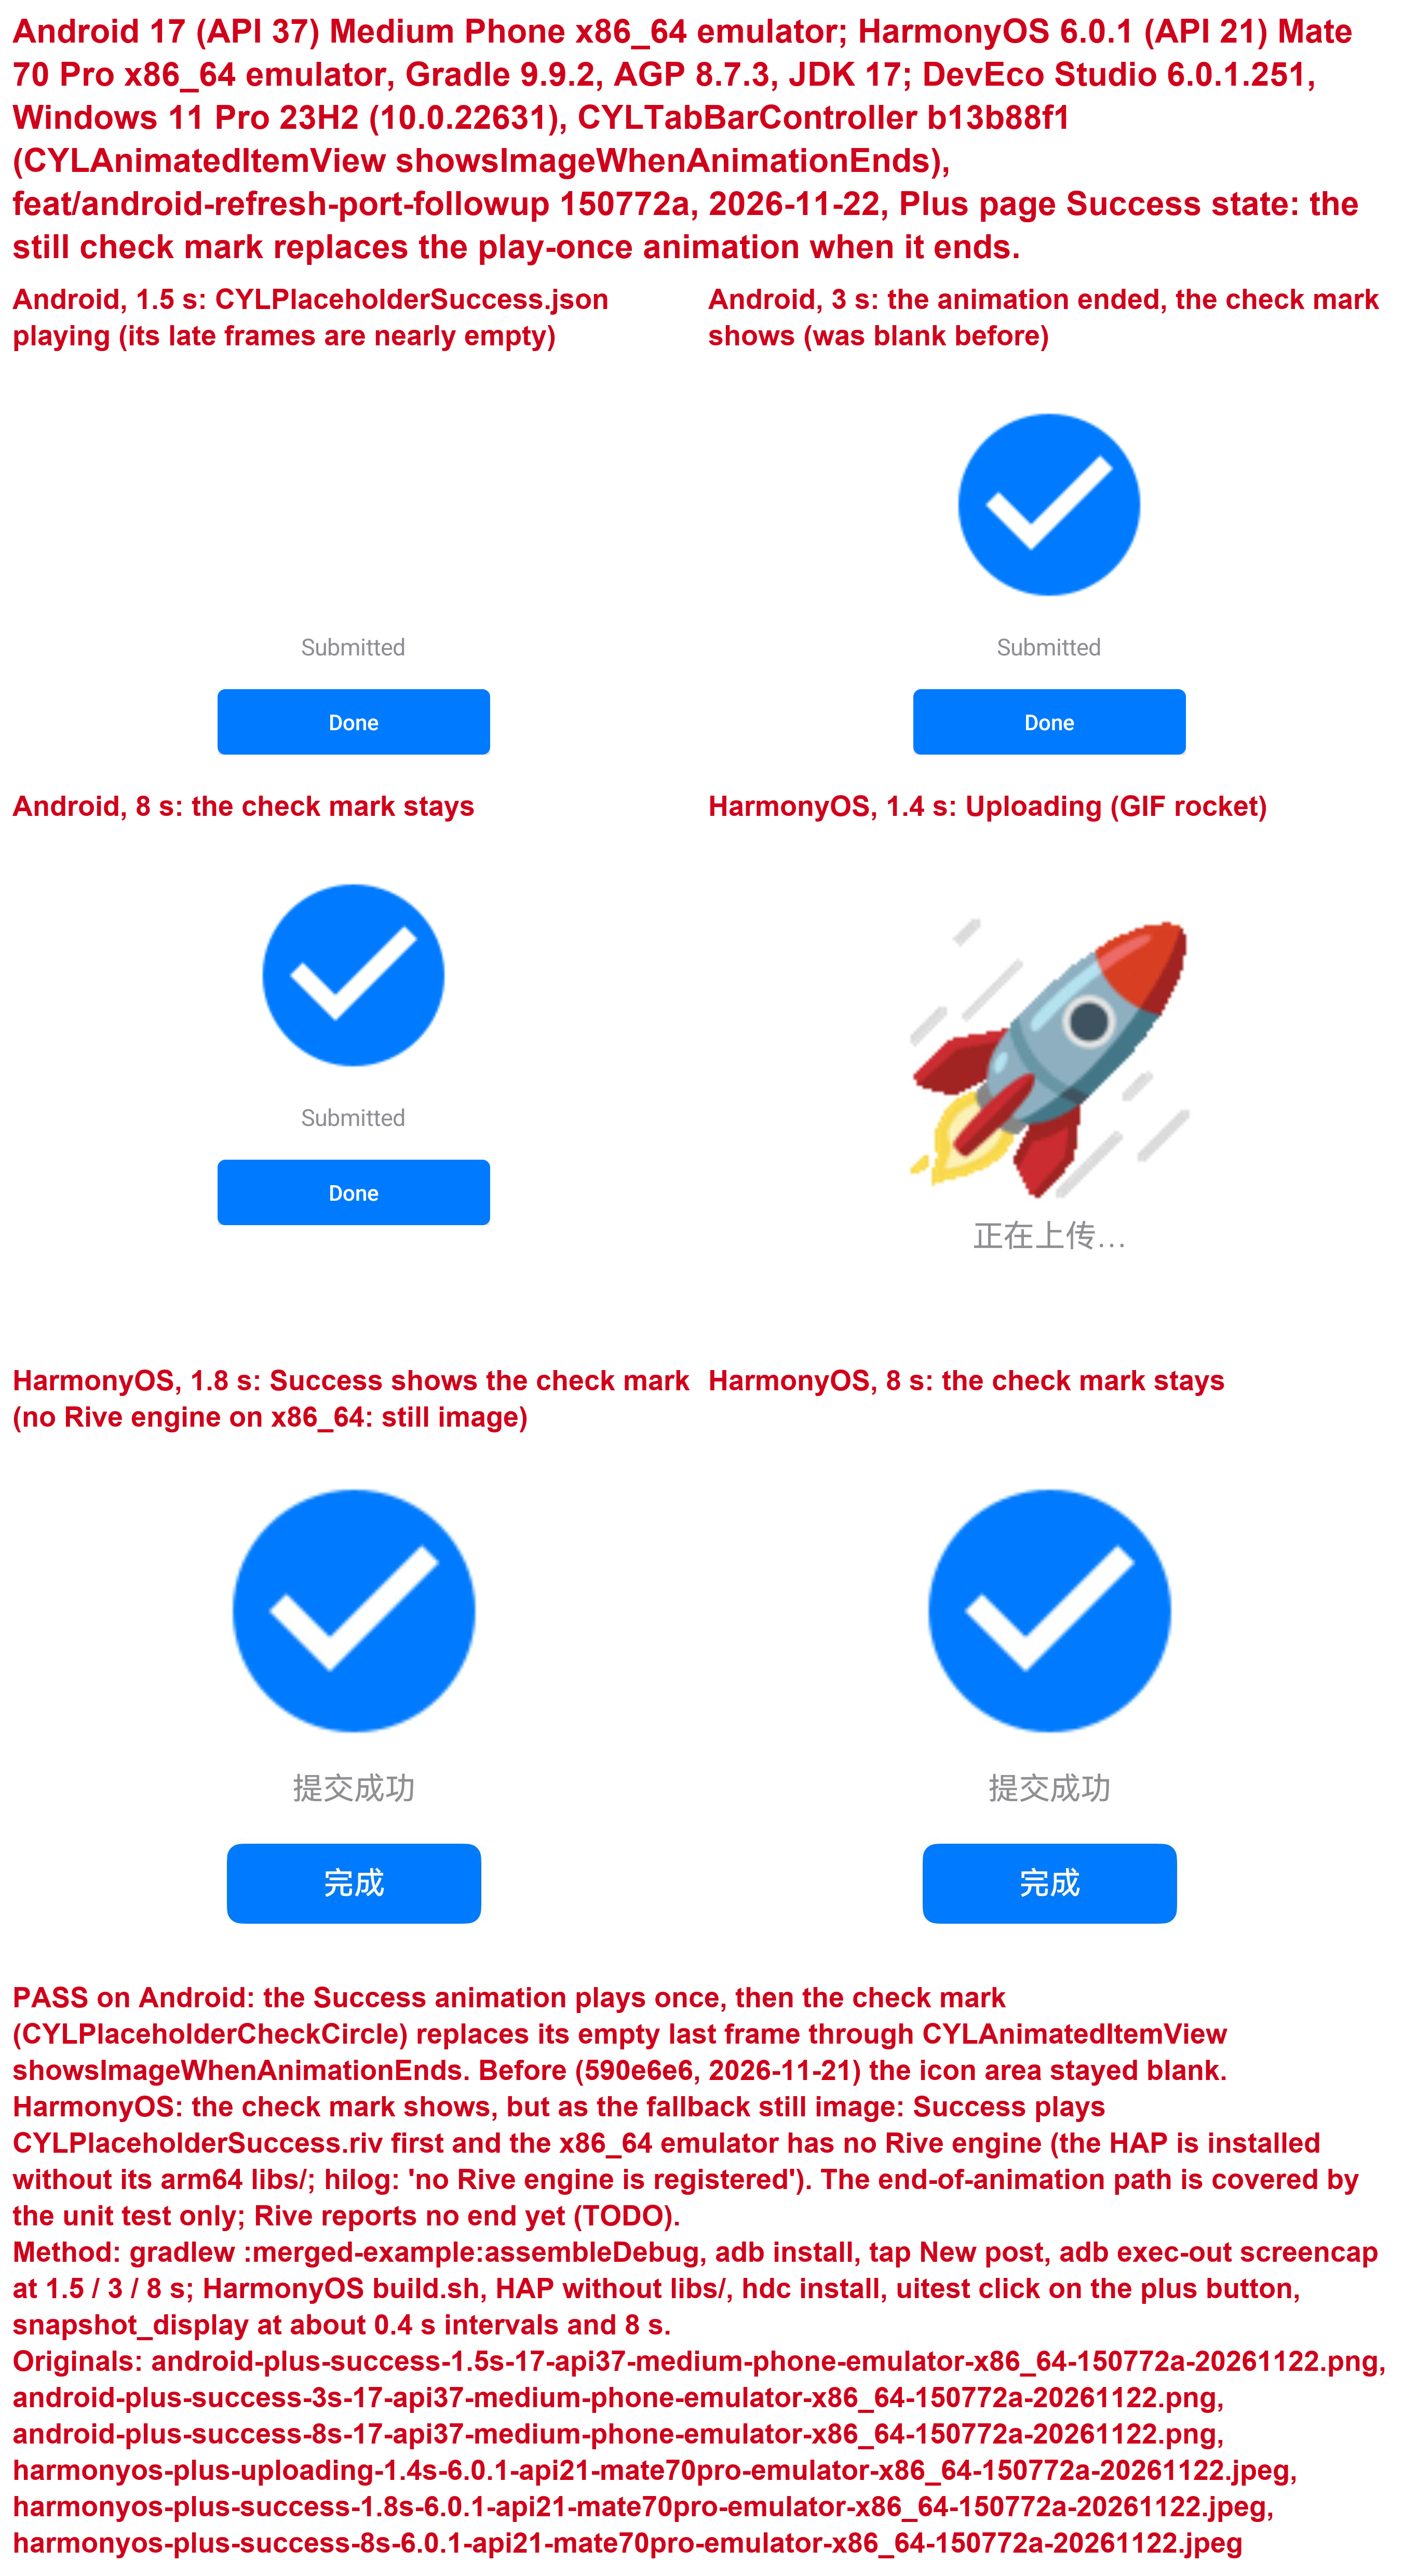 Android 17 (API 37) Medium Phone x86_64 emulator; HarmonyOS 6.0.1 (API 21) Mate
70 Pro x86_64 emulator, Gradle 9.9.2, AGP 8.7.3, JDK 17; DevEco Studio 6.0.1.251,
Windows 11 Pro 23H2 (10.0.22631), CYLTabBarController b13b88f1
(CYLAnimatedItemView showsImageWhenAnimationEnds),
feat/android-refresh-port-followup 150772a, 2026-11-22, Plus page Success state: the
still check mark replaces the play-once animation when it ends.
Android, 1.5 s: CYLPlaceholderSuccess.json
playing (its late frames are nearly empty)
Android, 3 s: the animation ended, the check mark
shows (was blank before)
Submitted
Done
Submitted
Done
Android, 8 s: the check mark stays
Submitted
Done
HarmonyOS, 1.4 s: Uploading (GIF rocket)
正在上传...
HarmonyOS, 1.8 s: Success shows the check mark
(no Rive engine on x86_64: still image)
提交成功
完成
HarmonyOS, 8 s: the check mark stays
提交成功
完成
PASS on Android: the Success animation plays once, then the check mark
(CYLPlaceholderCheckCircle) replaces its empty last frame through CYLAnimatedItemView
showsImageWhenAnimationEnds. Before (590e6e6, 2026-11-21) the icon area stayed blank.
HarmonyOS: the check mark shows, but as the fallback still image: Success plays
CYLPlaceholderSuccess.riv first and the x86_64 emulator has no Rive engine (the HAP is installed
without its arm64 libs/; hilog: 'no Rive engine is registered'). The end-of-animation path is covered by
the unit test only; Rive reports no end yet (TODO).
Method: gradlew :merged-example:assembleDebug, adb install, tap New post, adb exec-out screencap
at 1.5 / 3 / 8 s; HarmonyOS build.sh, HAP without libs/, hdc install, uitest click on the plus button,
snapshot_display at about 0.4 s intervals and 8 s.
Originals: android-plus-success-1.5s-17-api37-medium-phone-emulator-x86_64-150772a-20261122.png,
android-plus-success-3s-17-api37-medium-phone-emulator-x86_64-150772a-20261122.png,
android-plus-success-8s-17-api37-medium-phone-emulator-x86_64-150772a-20261122.png,
harmonyos-plus-uploading-1.4s-6.0.1-api21-mate70pro-emulator-x86_64-150772a-20261122.jpeg,
harmonyos-plus-success-1.8s-6.0.1-api21-mate70pro-emulator-x86_64-150772a-20261122.jpeg,
harmonyos-plus-success-8s-6.0.1-api21-mate70pro-emulator-x86_64-150772a-20261122.jpeg